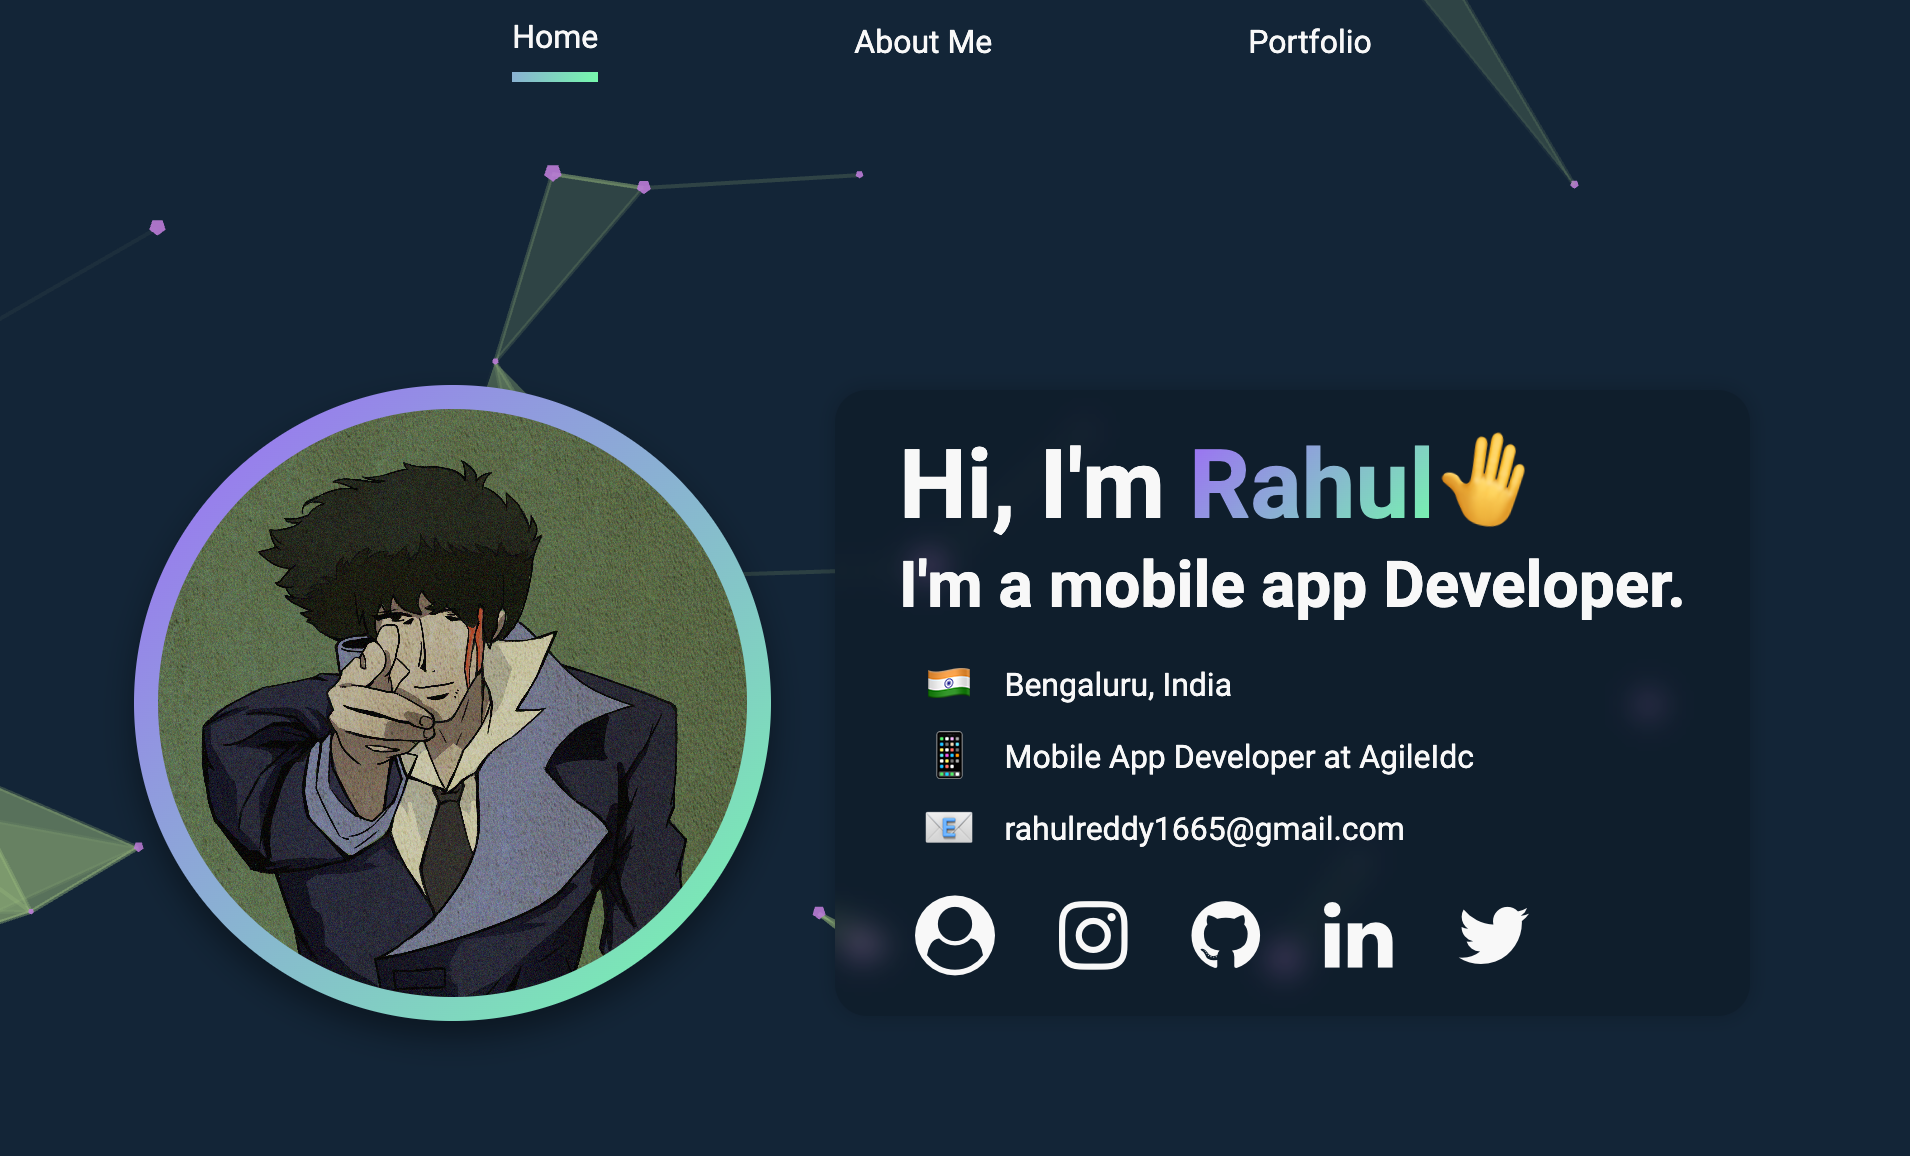 Home
About Me
Portfolio
Hi, I'm Rahul
I'm a mobile app Developer.
Bengaluru, India
Mobile App Developer at AgileIdc
rahulreddy1665@gmail.com